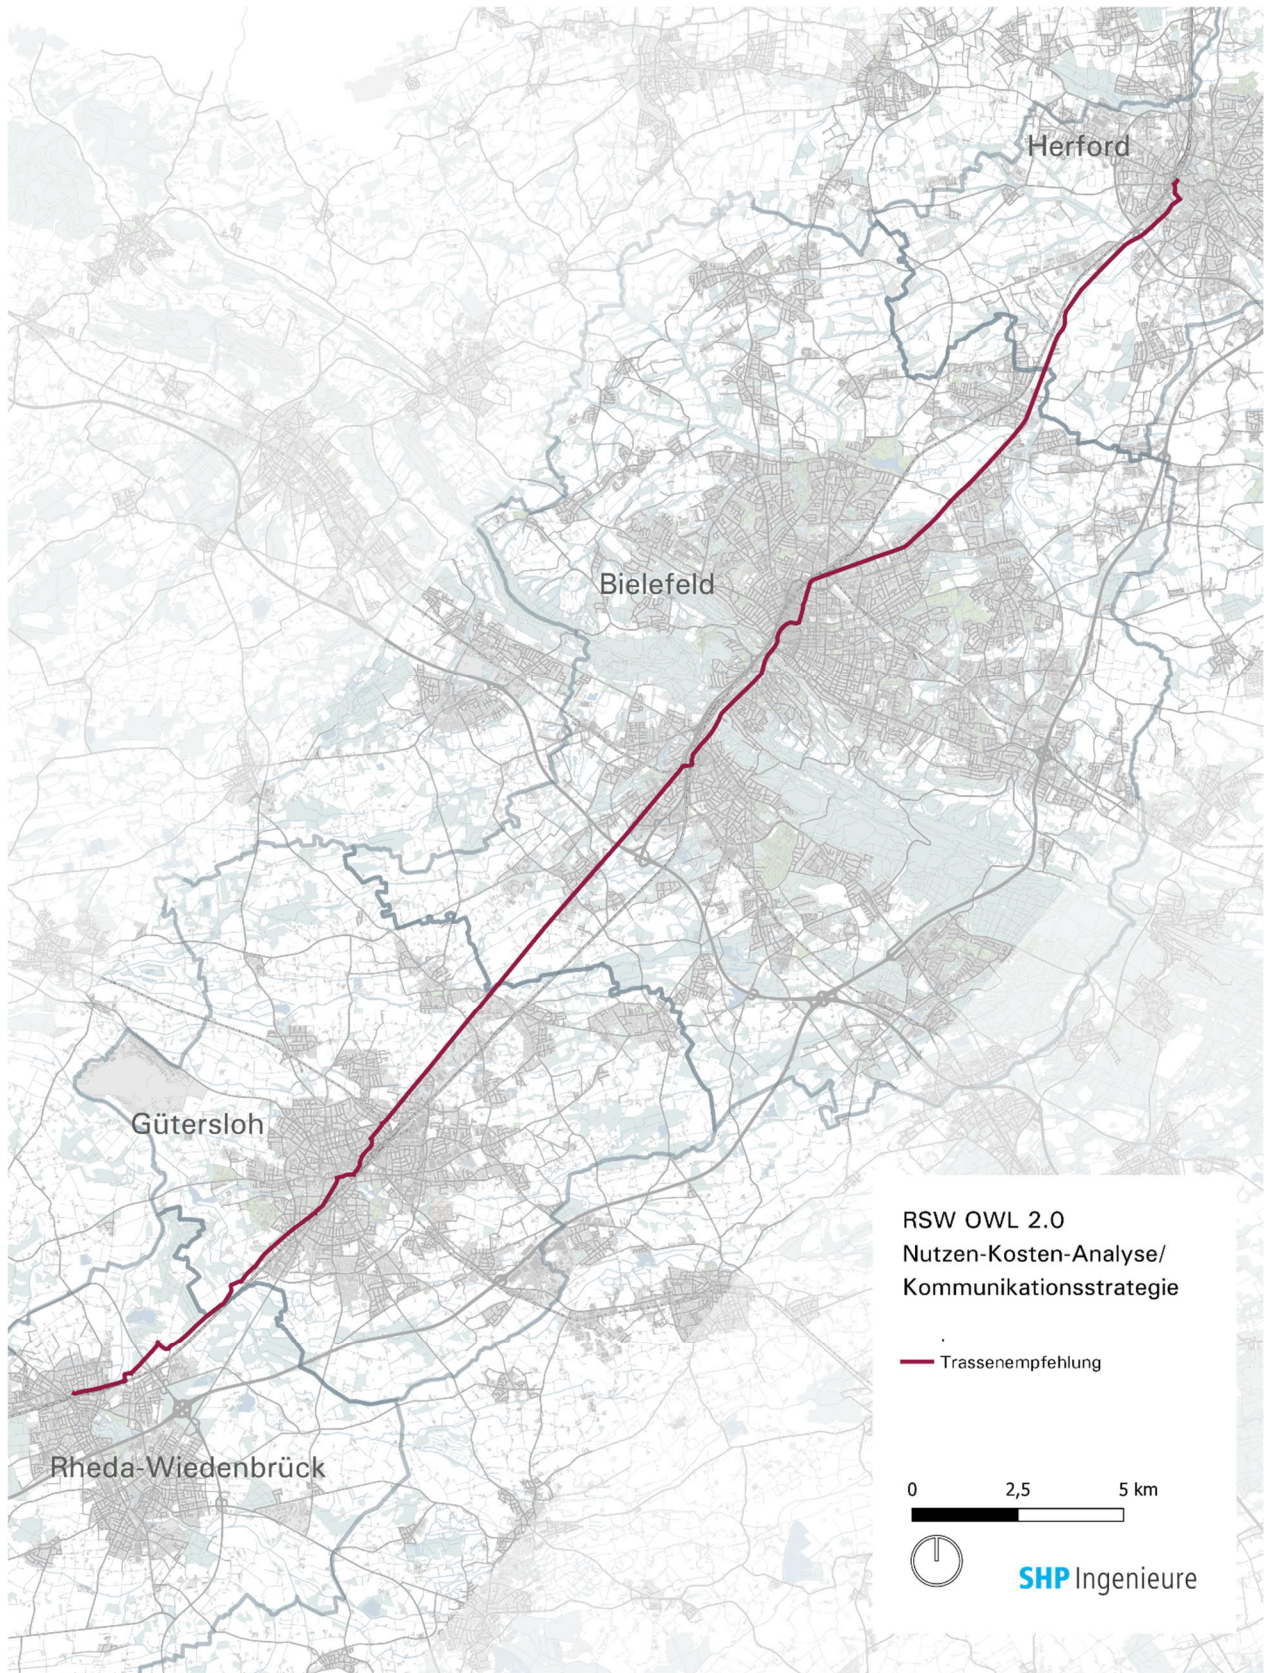 Herford
Bielefeld
Gütersloh
Rheda-Wiedenbrück
RSW OWL 2.0
Nutzen-Kosten-Analyse/
Kommunikationsstrategie
.
Trassenempfehlung
0 2,5 5 km
SHP Ingenieure